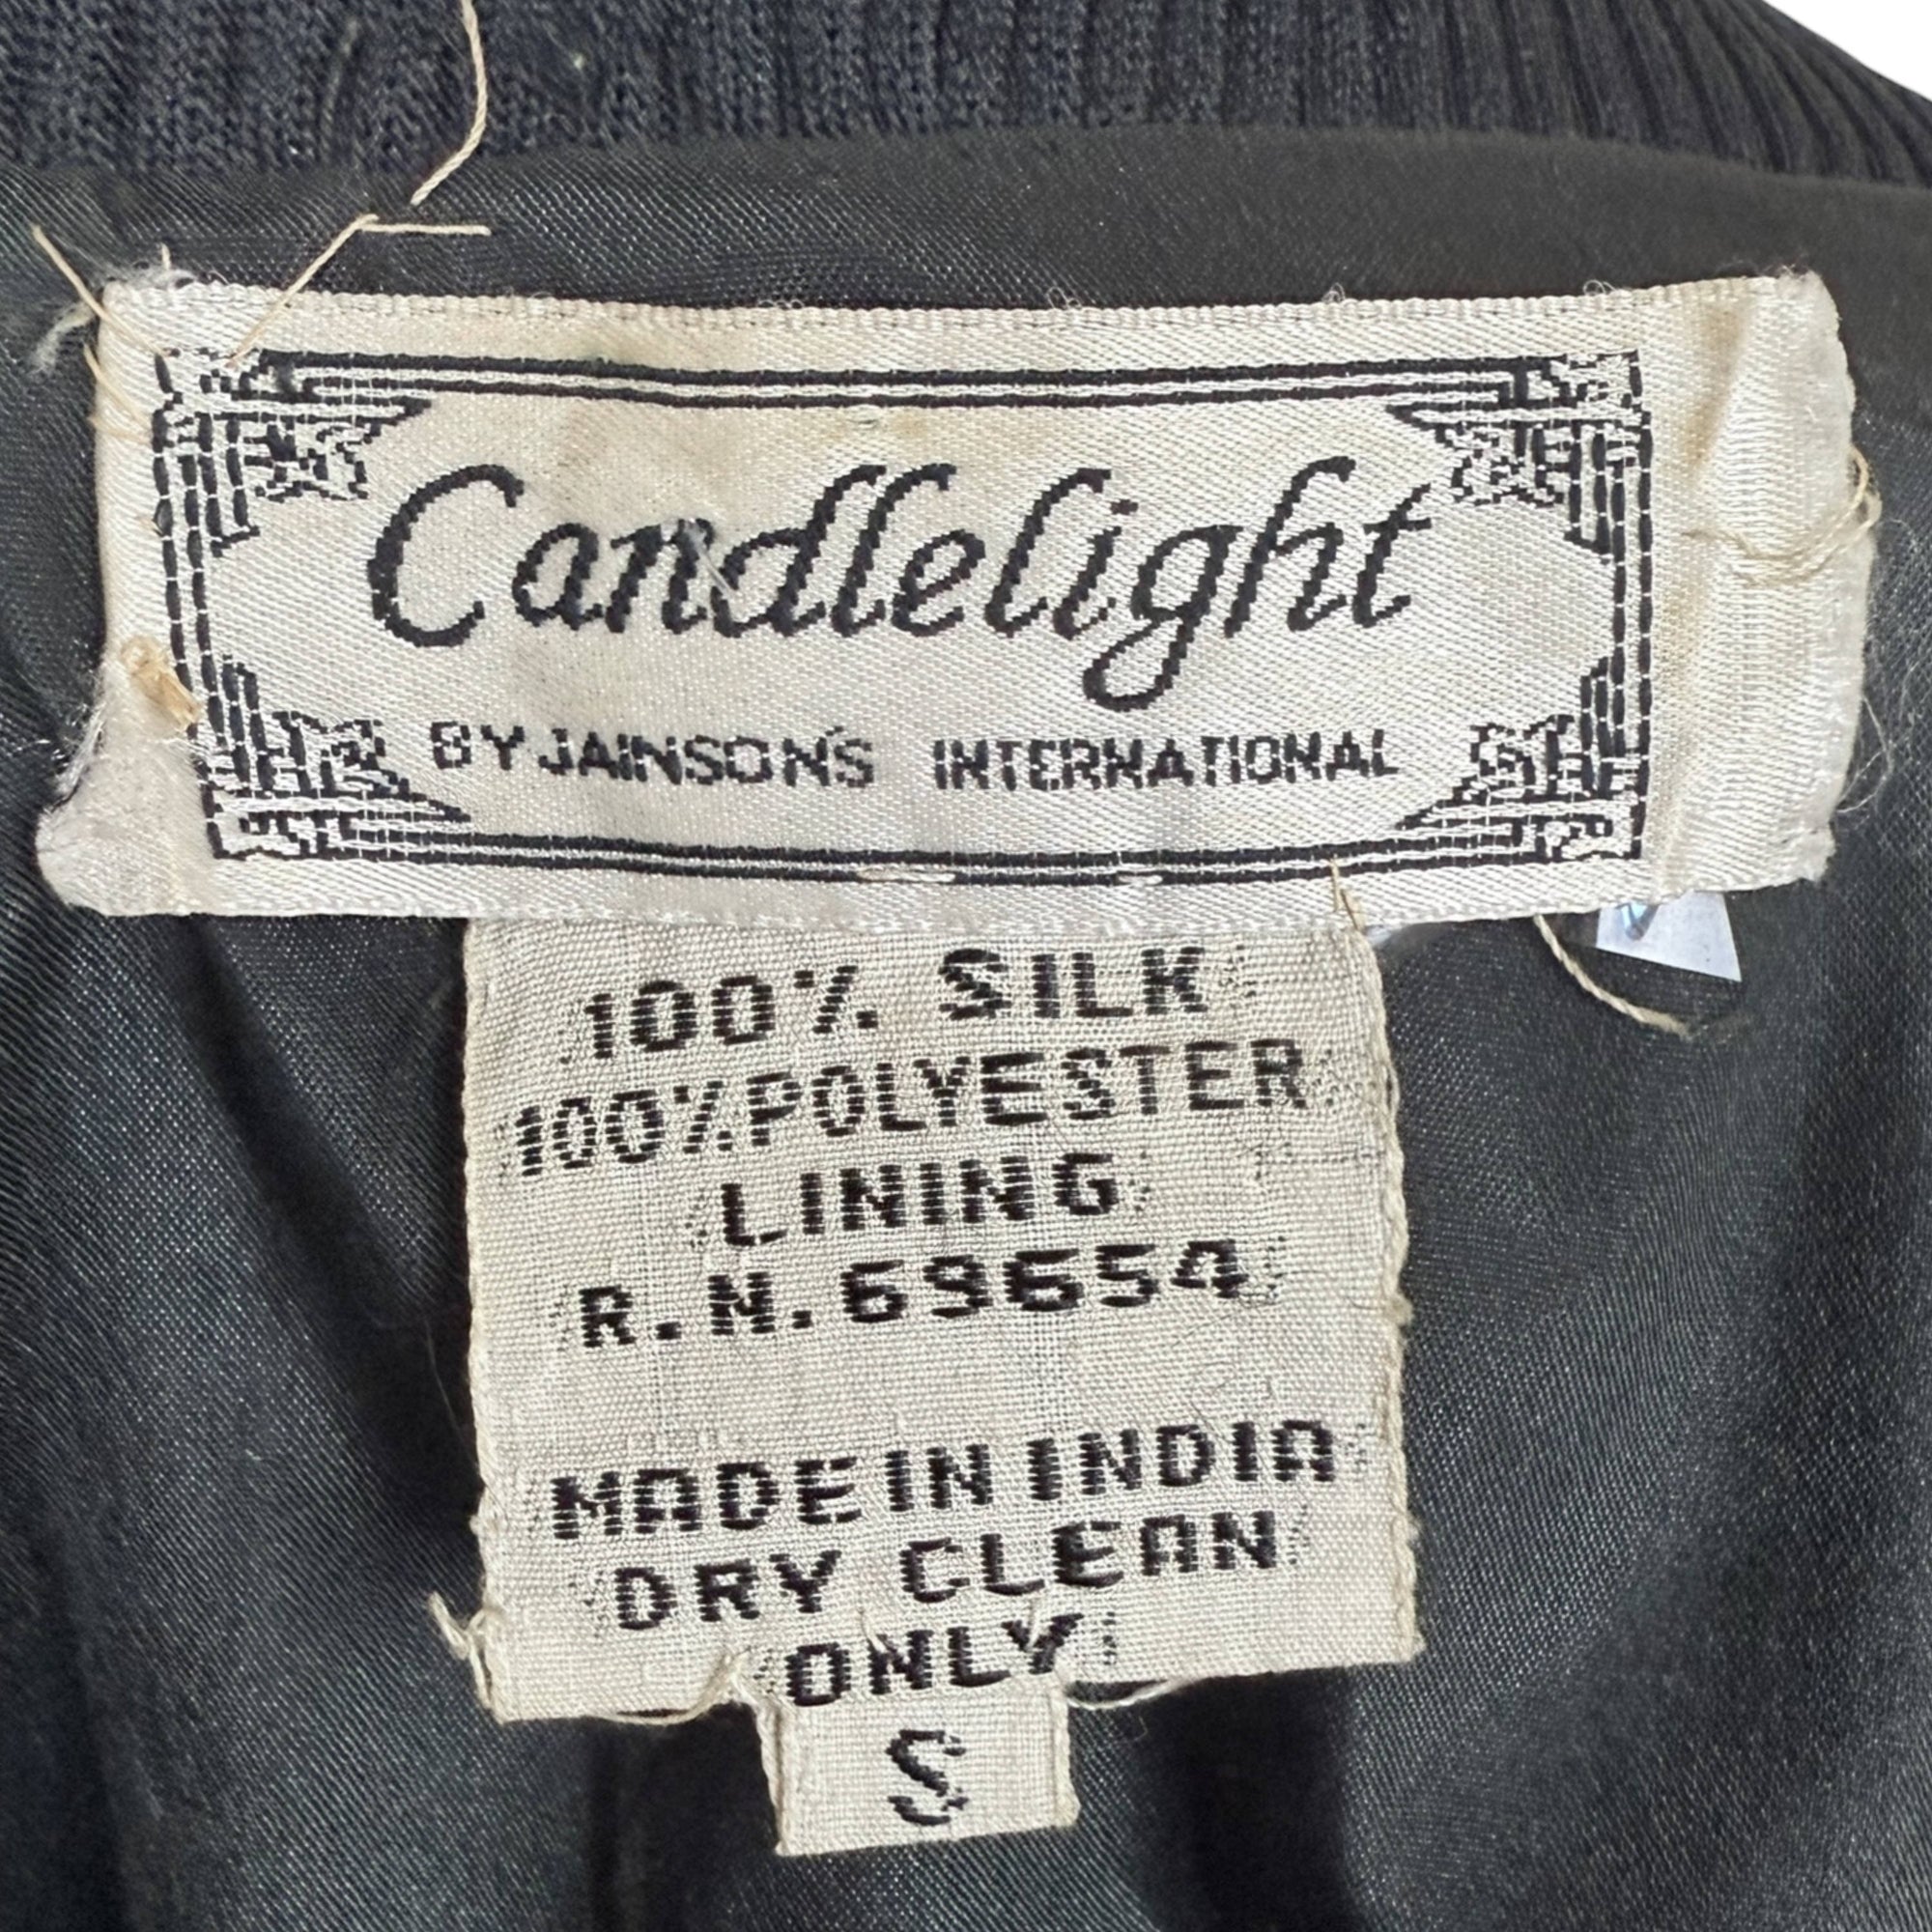 Candlelight
BY JAINSON'S INTERNATIONAL
100% SILK
100% POLYESTER
LINING
R.N. 69654
MADE IN INDIA
DRY CLEAN
ONLY
S